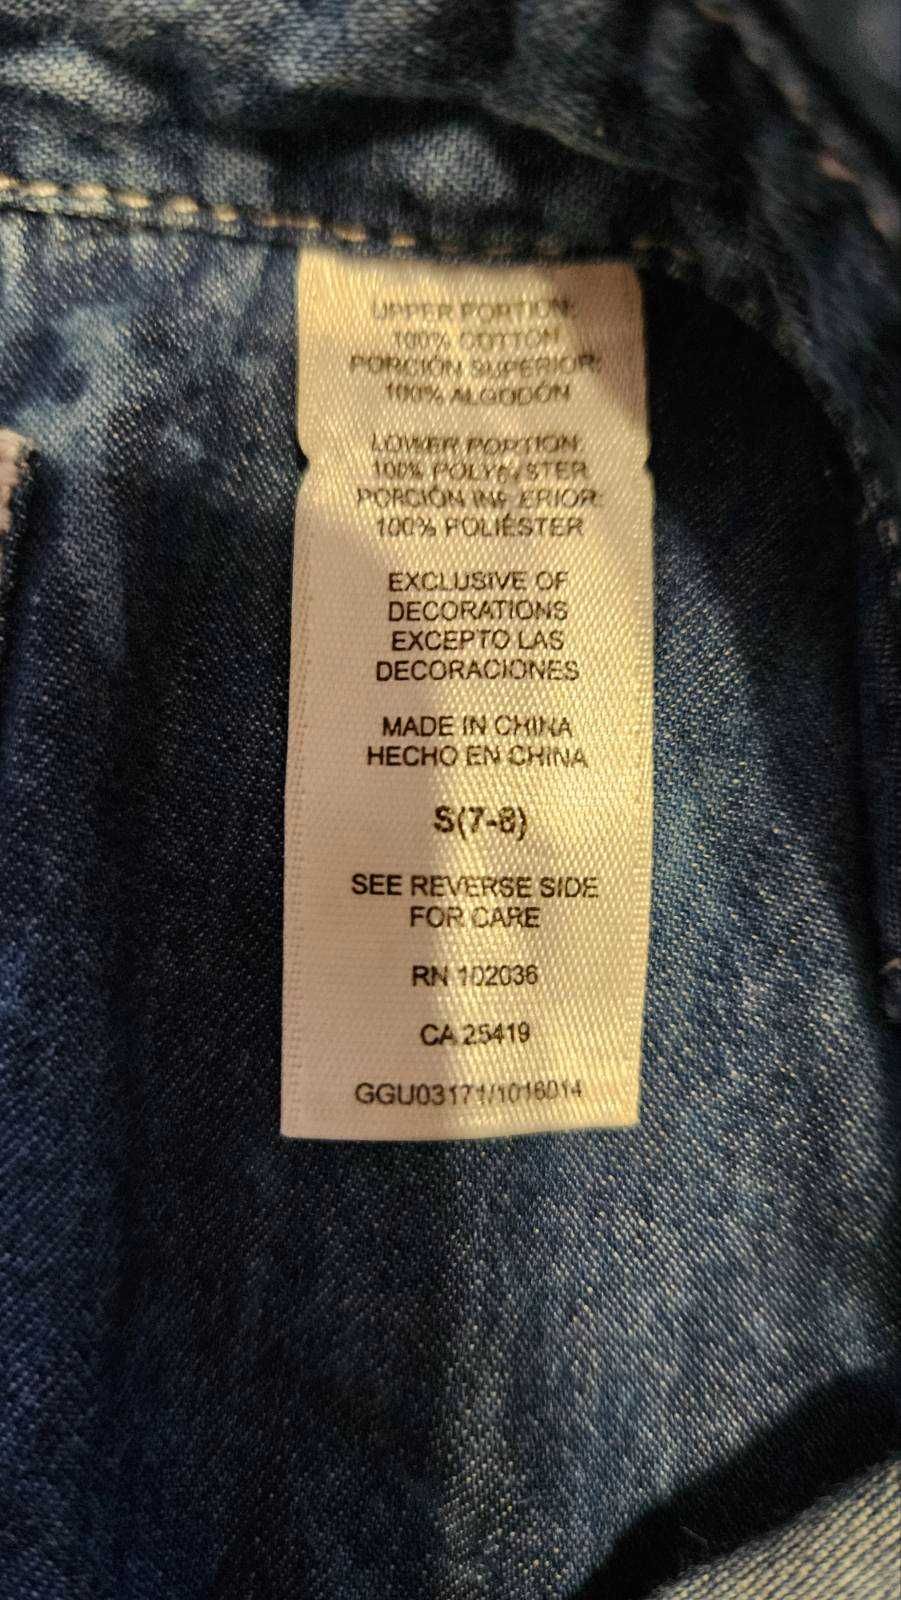 UPPER PORTION:
100% COTTON
PORCIÓN SUPERIOR:
100% ALGODÓN
LOWER PORTION:
100% POLYESTER
PORCIÓN INFERIOR:
100% POLIÉSTER
EXCLUSIVE OF
DECORATIONS
EXCEPTO LAS
DECORACIONES
MADE IN CHINA
HECHO EN CHINA
S(7-8)
SEE REVERSE SIDE
FOR CARE
RN 102036
CA 25419
GGU03171/1016014